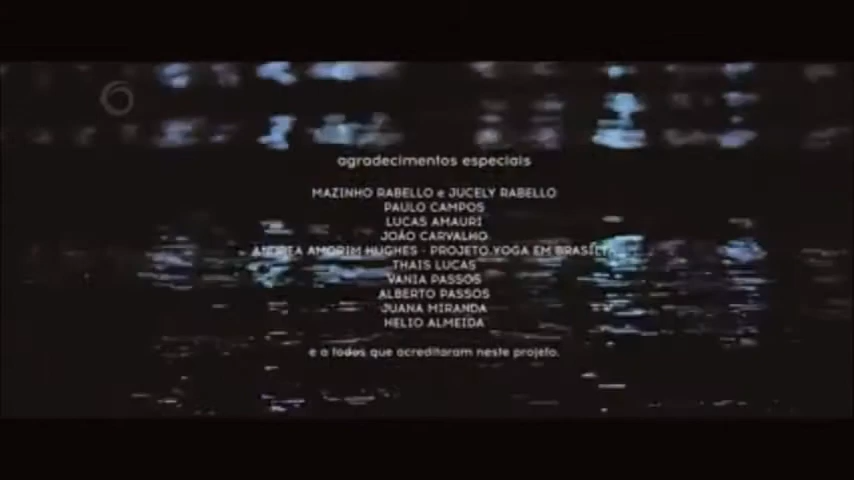 agradecimentos especiais
MAZINHO RABELLO e JUCELY RABELLO
PAULO CAMPOS
LUCAS AMAURI
JOÃO CARVALHO
ANDREA AMORIM HUGHES - PROJETO YOGA EM BRASÍLIA
THAIS LUCAS
VANIA PASSOS
ALBERTO PASSOS
JUANA MIRANDA
HELIO ALMEIDA
e a todos que acreditaram neste projeto.